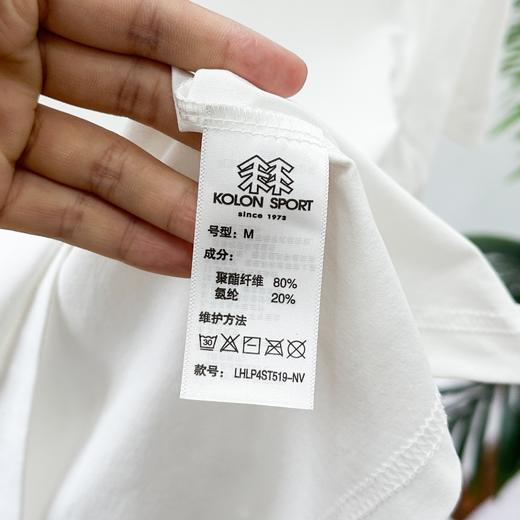 KOLON SPORT
since 1973
号型: M
成分:
聚酯纤维 80%
氨纶 20%
维护方法
30
款号: LHLP4ST519-NV